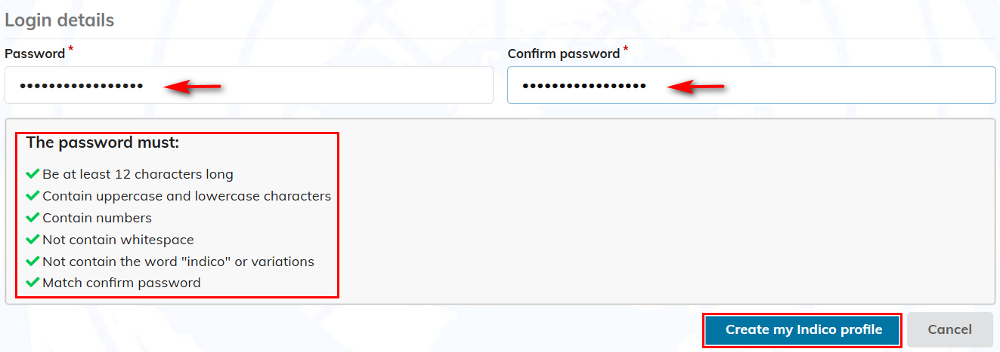 Login details
Password * Confirm password *
••••••••••••••••• •••••••••••••••••
The password must:
Be at least 12 characters long
Contain uppercase and lowercase characters
Contain numbers
Not contain whitespace
Not contain the word "indico" or variations
Match confirm password
Create my Indico profile Cancel